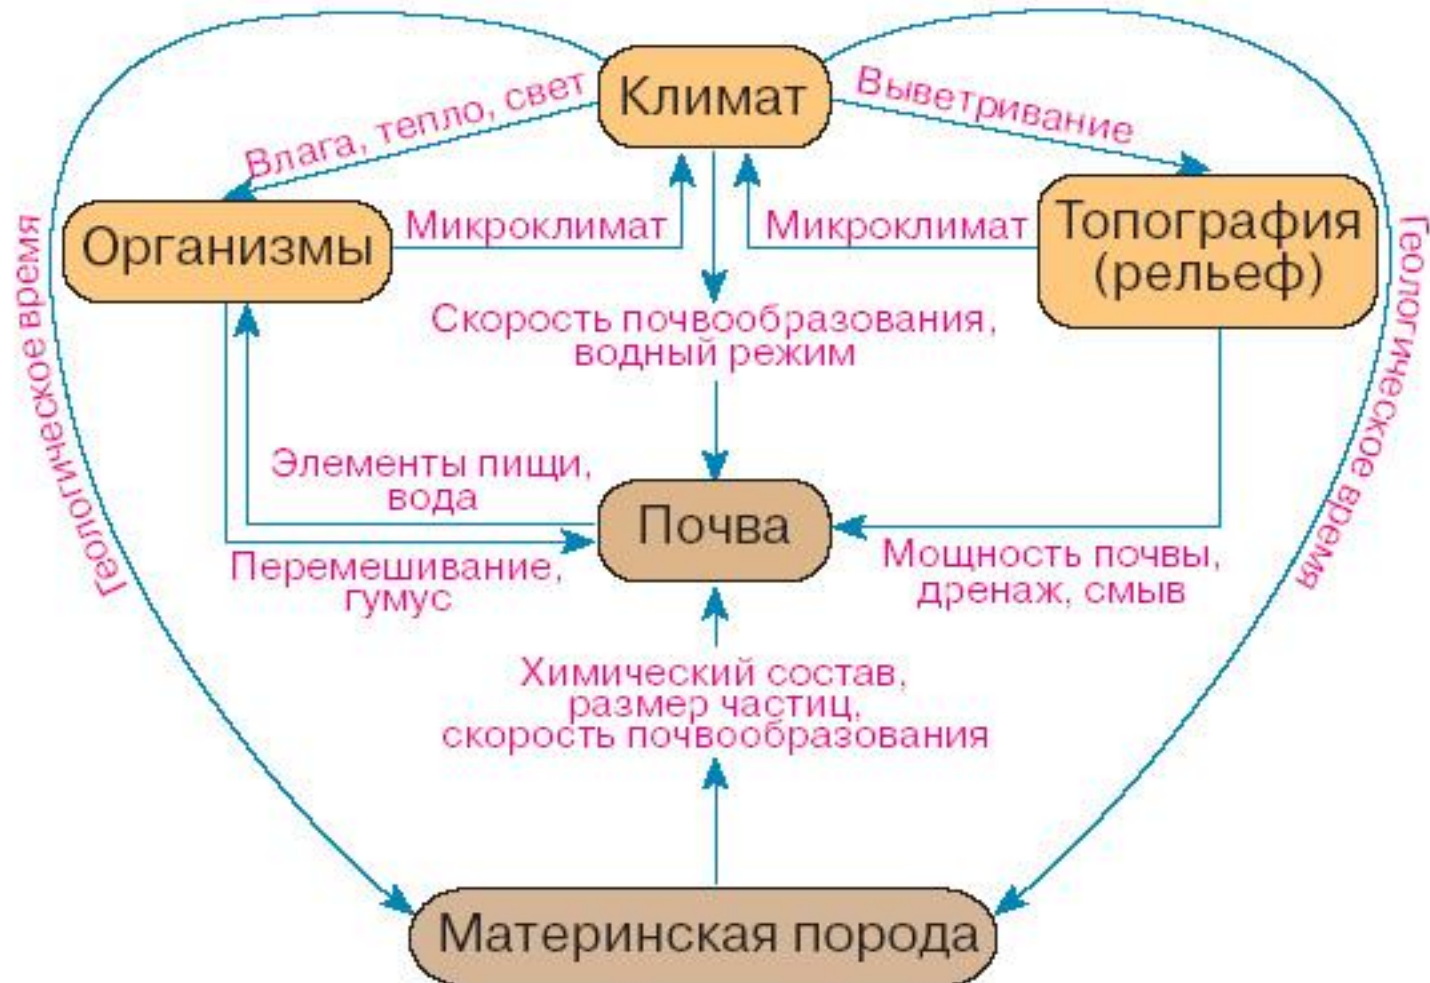 Климат
Влага, тепло, свет
Выветривание
Организмы
Микроклимат
Микроклимат
Топография
(рельеф)
Геологическое время
Геологическое время
Скорость почвообразования,
водный режим
Элементы пищи,
вода
Почва
Перемешивание,
гумус
Мощность почвы,
дренаж, смыв
Химический состав,
размер частиц,
скорость почвообразования
Материнская порода